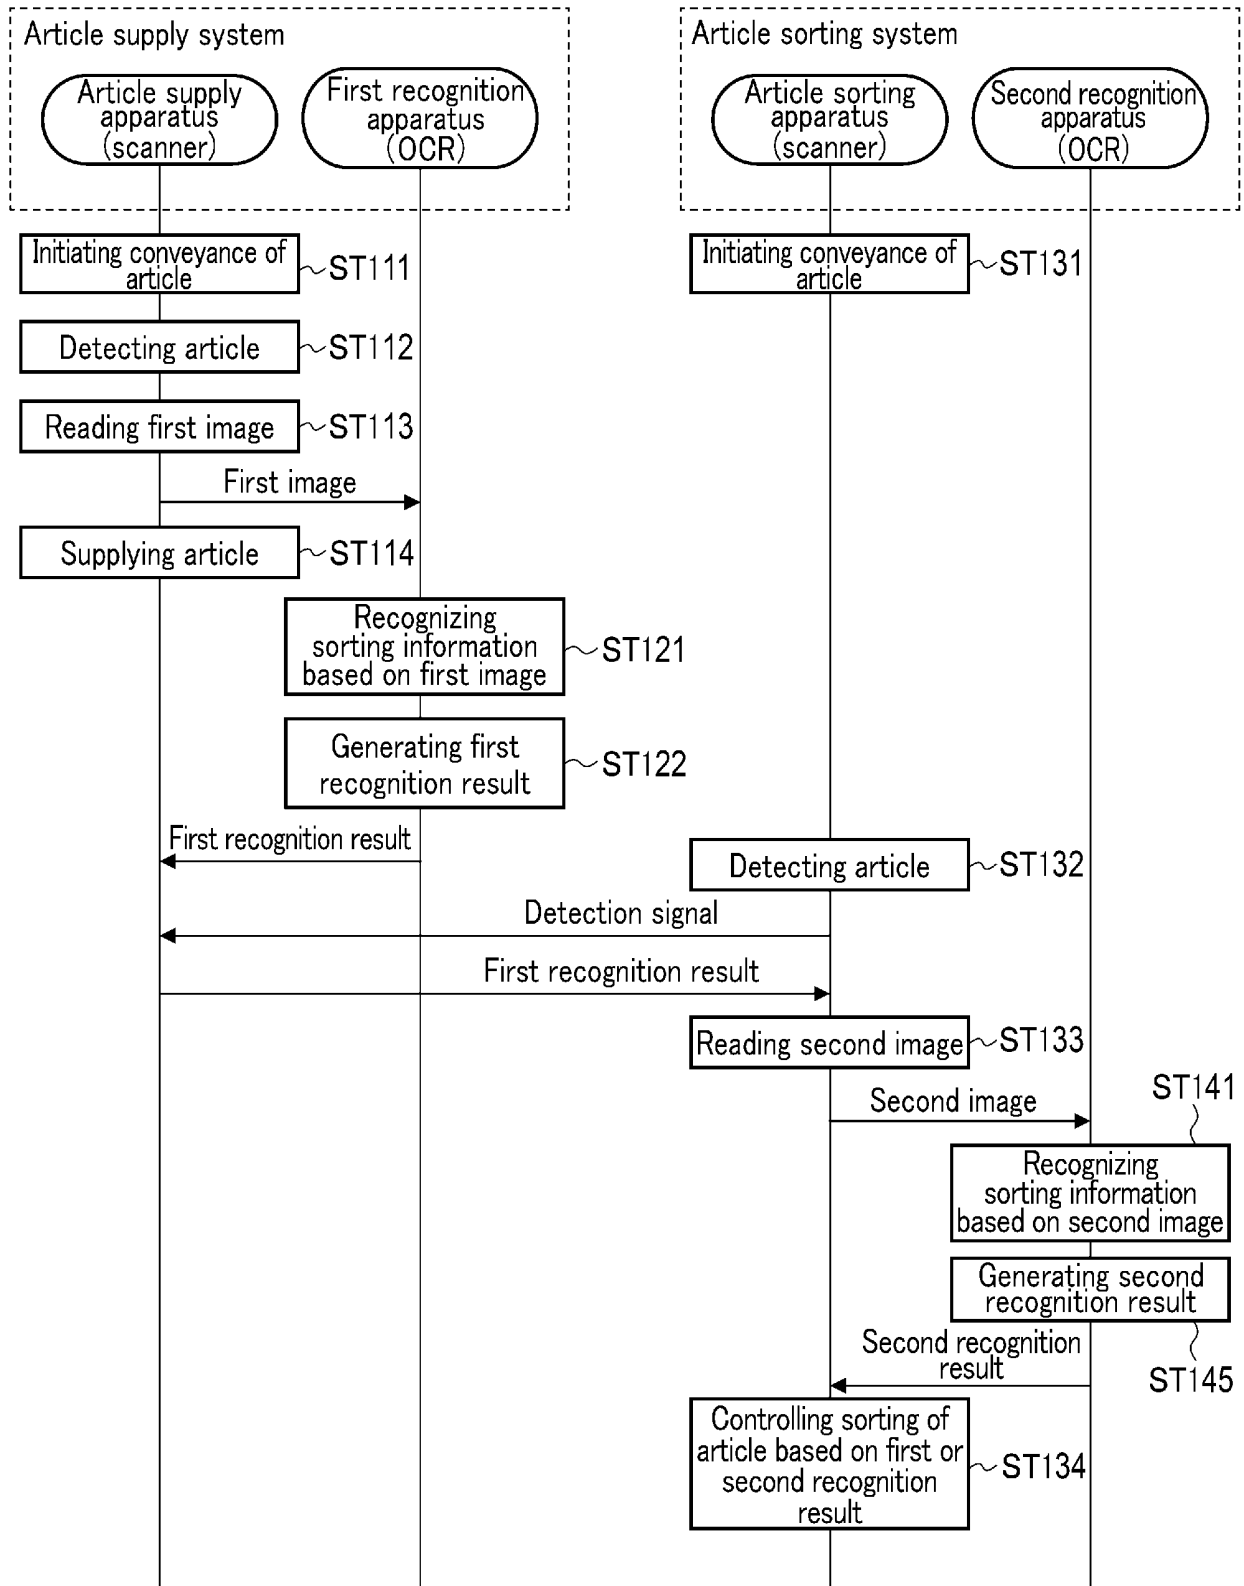 Article supply system
Article supply
apparatus
(scanner)
First recognition
apparatus
(OCR)
Article sorting system
Article sorting
apparatus
(scanner)
Second recognition
apparatus
(OCR)
Initiating conveyance of
article
ST111
Initiating conveyance of
article
ST131
Detecting article
ST112
Reading first image
ST113
First image
Supplying article
ST114
Recognizing
sorting information
based on first image
ST121
Generating first
recognition result
ST122
First recognition result
Detecting article
ST132
Detection signal
First recognition result
Reading second image
ST133
Second image
ST141
Recognizing
sorting information
based on second image
Generating second
recognition result
ST145
Second recognition
result
Controlling sorting of
article based on first or
second recognition
result
ST134